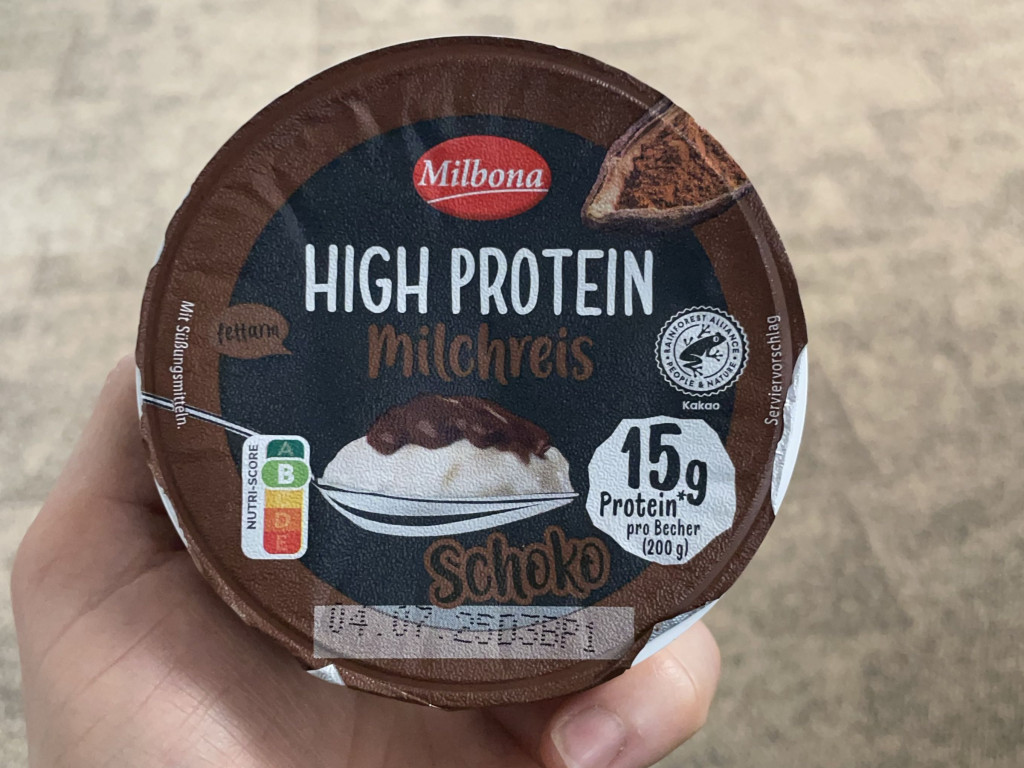 Milbona
HIGH PROTEIN
Milchreis
fettarm
Mit Süßungsmitteln.
RAINFOREST ALLIANCE
PEOPLE & NATURE
Kakao
Serviervorschlag
NUTRI-SCORE
A
B
D
E
15g
Protein*
pro Becher
(200 g)
Schoko
04.07.25D3BF1